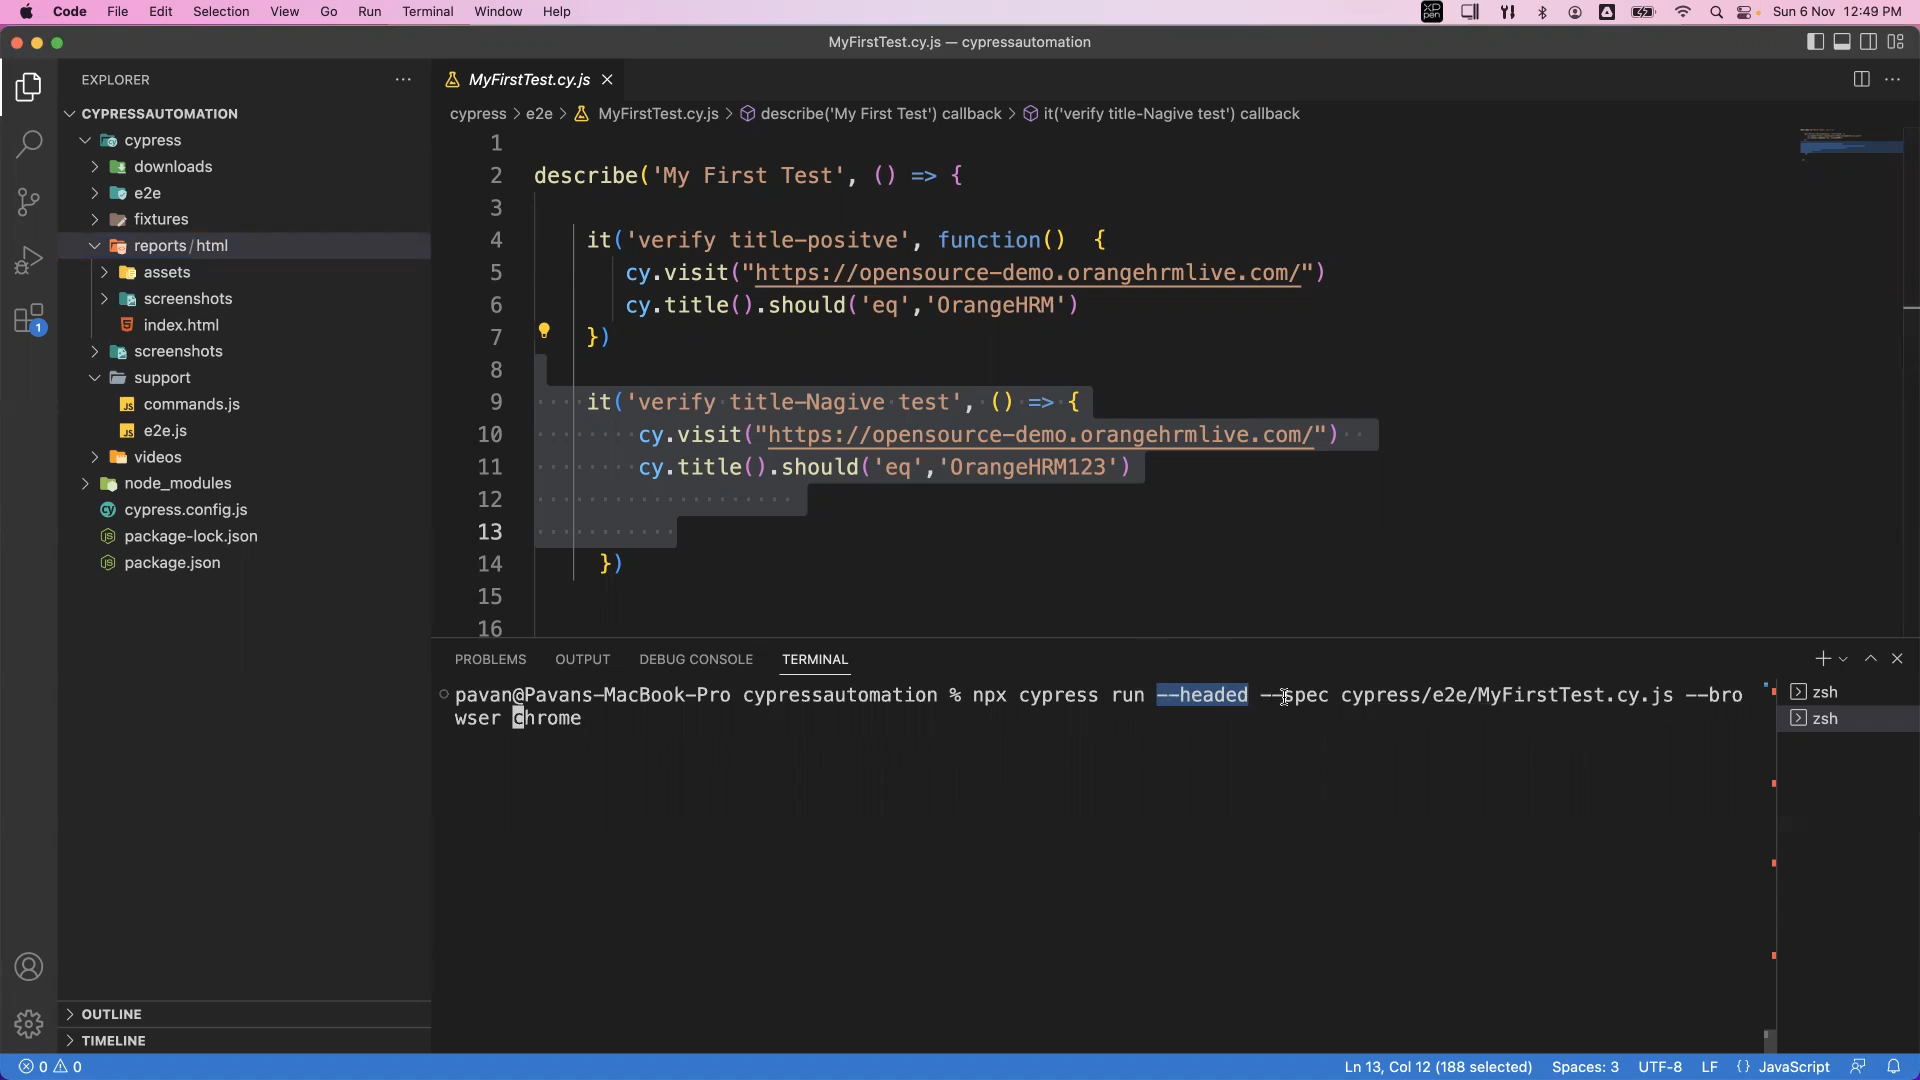 Code File Edit Selection View Go Run Terminal Window Help
XP pen
Sun 6 Nov 12:49 PM
MyFirstTest.cy.js — cypressautomation
EXPLORER
MyFirstTest.cy.js
CYPRESSAUTOMATION
cypress > e2e > MyFirstTest.cy.js > describe('My First Test') callback > it('verify title-Nagive test') callback
cypress
downloads
e2e
fixtures
reports / html
assets
screenshots
index.html
screenshots
support
commands.js
e2e.js
videos
node_modules
cypress.config.js
package-lock.json
package.json
1
1
2 describe('My First Test', () => {
3
4 it('verify title-positve', function() {
5 cy.visit("https://opensource-demo.orangehrmlive.com/")
6 cy.title().should('eq','OrangeHRM')
7 })
8
9 it('verify title-Nagive test', () => {
10 cy.visit("https://opensource-demo.orangehrmlive.com/")
11 cy.title().should('eq','OrangeHRM123')
12
13
14 })
15
16
PROBLEMS OUTPUT DEBUG CONSOLE TERMINAL
pavan@Pavans-MacBook-Pro cypressautomation % npx cypress run --headed --spec cypress/e2e/MyFirstTest.cy.js --bro
wser chrome
zsh
zsh
OUTLINE
TIMELINE
0 0
Ln 13, Col 12 (188 selected) Spaces: 3 UTF-8 LF {} JavaScript